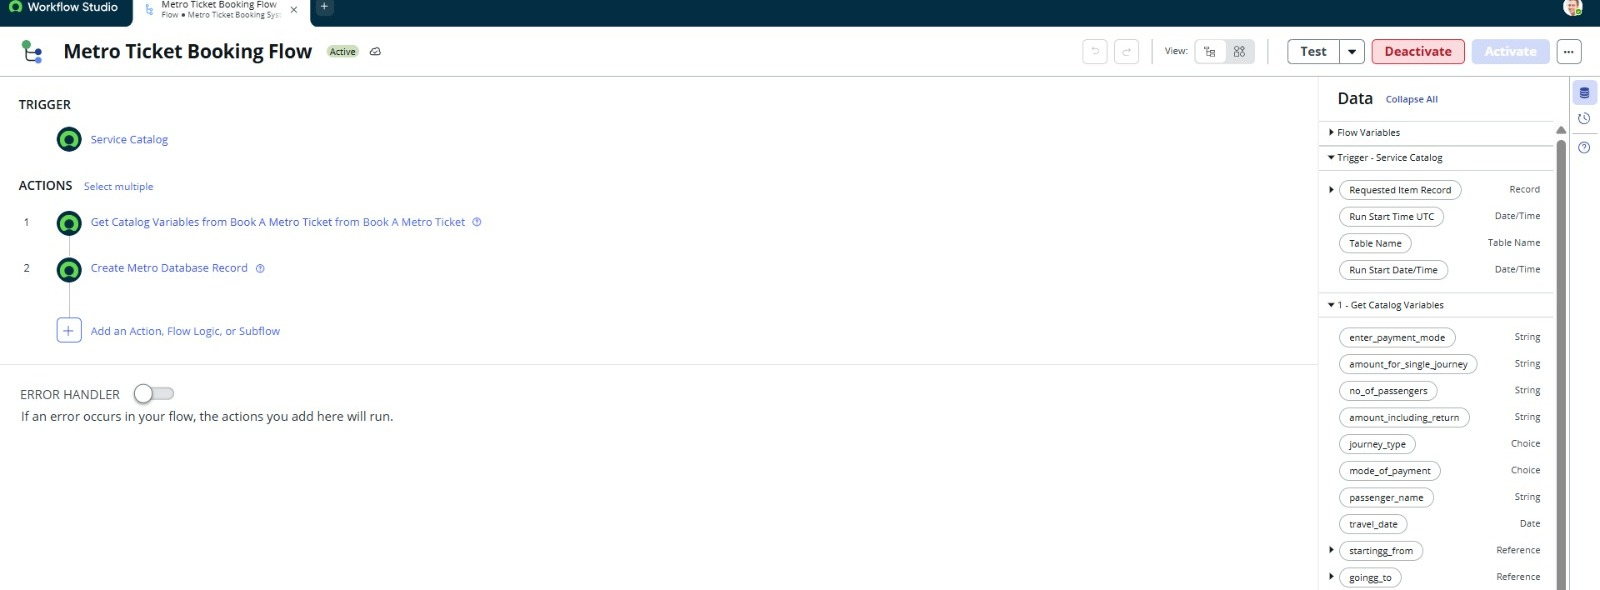 Workflow Studio
Metro Ticket Booking Flow
Flow • Metro Ticket Booking Syst
Metro Ticket Booking Flow
Active
View:
Test
Deactivate
Activate
TRIGGER
Service Catalog
ACTIONS Select multiple
1 Get Catalog Variables from Book A Metro Ticket from Book A Metro Ticket
2 Create Metro Database Record
Add an Action, Flow Logic, or Subflow
ERROR HANDLER
If an error occurs in your flow, the actions you add here will run.
Data Collapse All
Flow Variables
Trigger - Service Catalog
Requested Item Record Record
Run Start Time UTC Date/Time
Table Name Table Name
Run Start Date/Time Date/Time
1 - Get Catalog Variables
enter_payment_mode String
amount_for_single_journey String
no_of_passengers String
amount_including_return String
journey_type Choice
mode_of_payment Choice
passenger_name String
travel_date Date
startingg_from Reference
goingg_to Reference